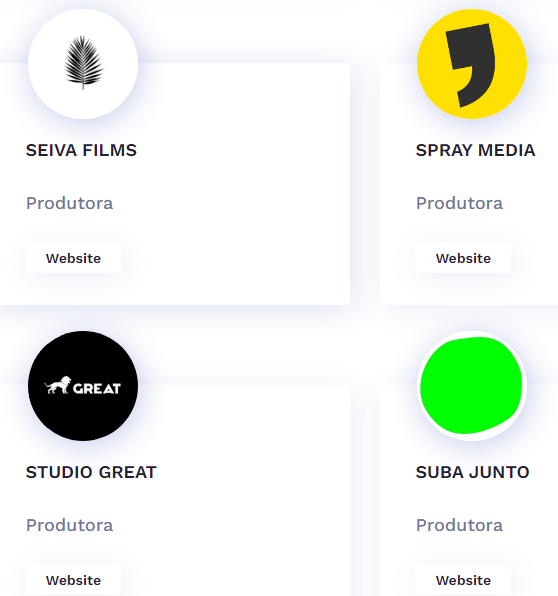 SEIVA FILMS
Produtora
Website
SPRAY MEDIA
Produtora
Website
GREAT
STUDIO GREAT
Produtora
Website
SUBA JUNTO
Produtora
Website